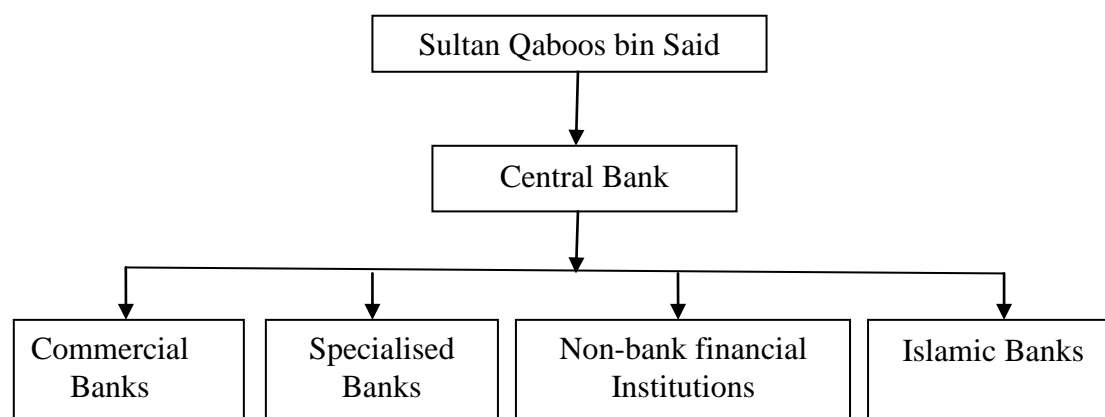 Sultan Qaboos bin Said
Central Bank
Commercial
Banks
Specialised
Banks
Non-bank financial
Institutions
Islamic Banks